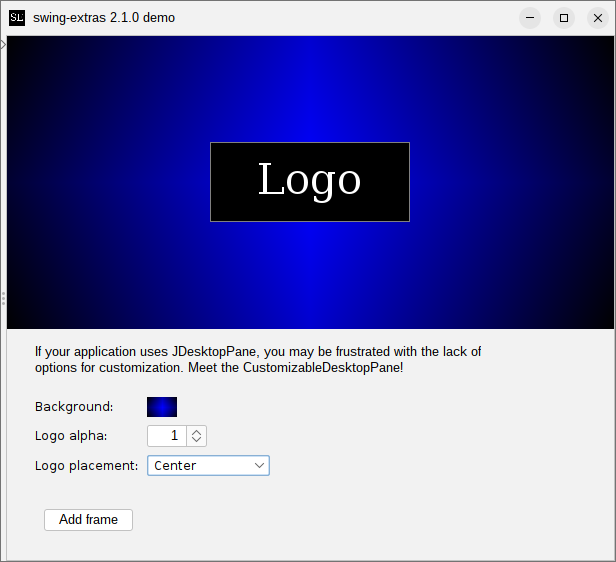 SL
swing-extras 2.1.0 demo
Logo
If your application uses JDesktopPane, you may be frustrated with the lack of
options for customization. Meet the CustomizableDesktopPane!
Background:
Logo alpha: 1
Logo placement: Center
Add frame